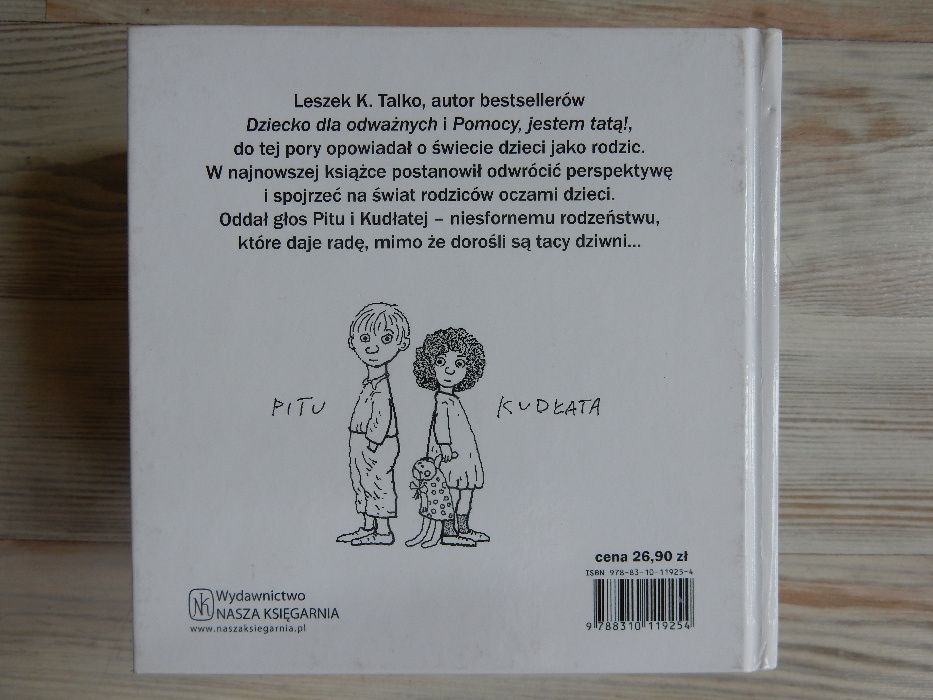 Leszek K. Talko, autor bestsellerów
Dziecko dla odważnych i Pomocy, jestem tatą!,
do tej pory opowiadał o świecie dzieci jako rodzic.
W najnowszej książce postanowił odwrócić perspektywę
i spojrzeć na świat rodziców oczami dzieci.
Oddał głos Pitu i Kudłatej – niesfornemu rodzeństwu,
które daje radę, mimo że dorośli są tacy dziwni...
PITU
KUDŁATA
cena 26,90 zł
ISBN 978-83-10-11925-4
9 788310 119254
NK
Wydawnictwo
NASZA KSIĘGARNIA
www.naszaksiegarnia.pl